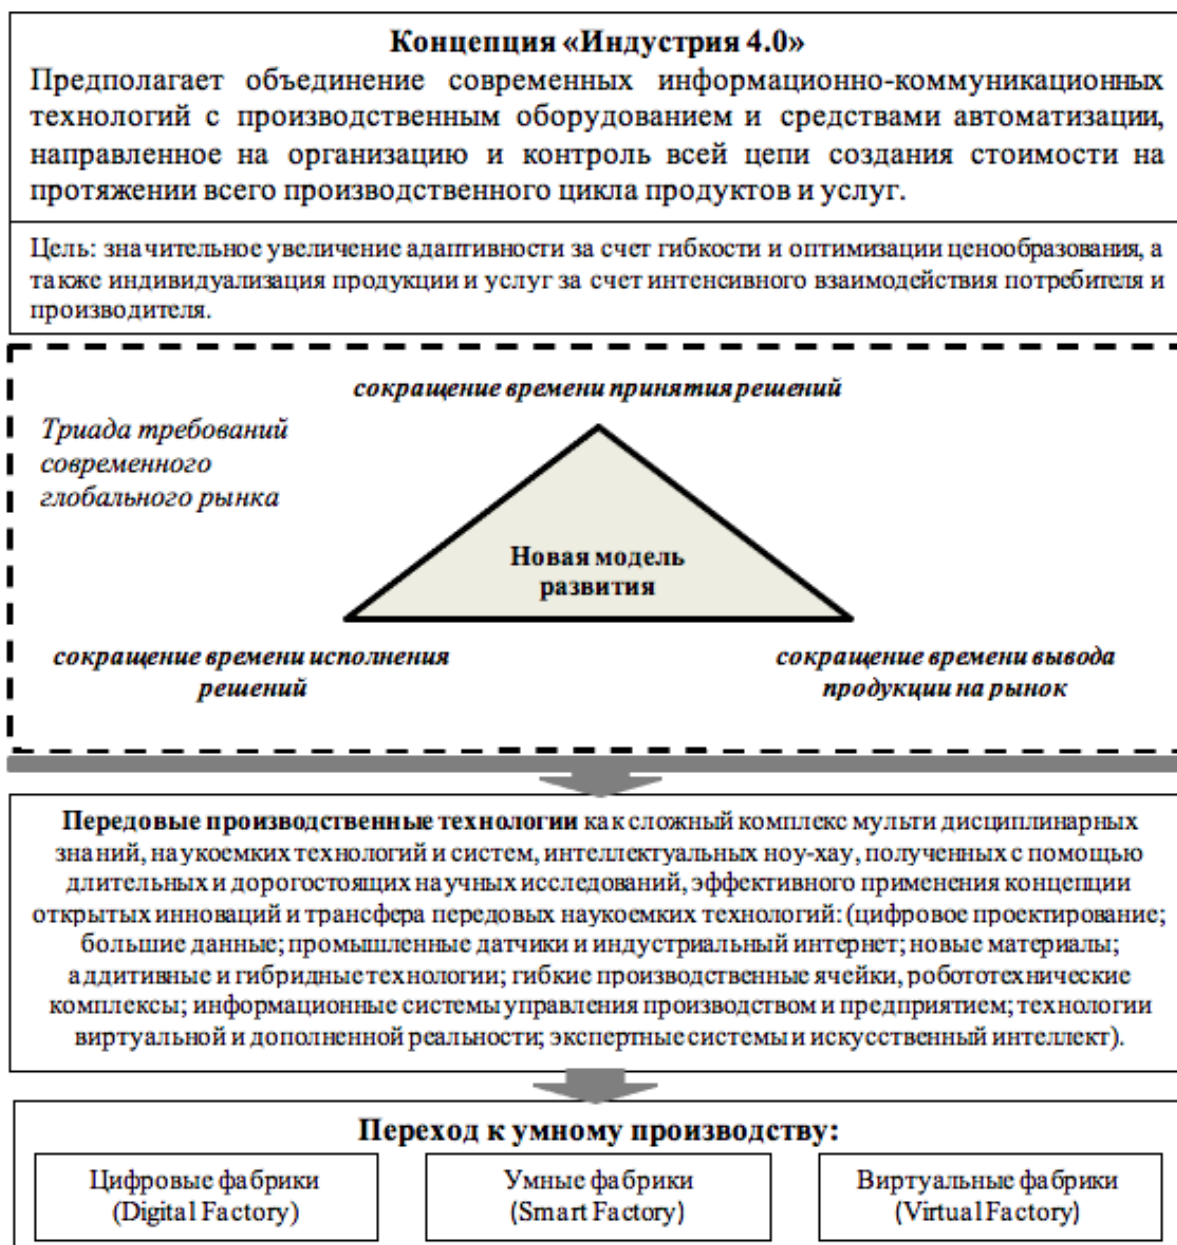 Концепция «Индустрия 4.0»
Предполагает объединение современных информационно-коммуникационных
технологий с производственным оборудованием и средствами автоматизации,
направленное на организацию и контроль всей цепи создания стоимости на
протяжении всего производственного цикла продуктов и услуг.
Цель: значительное увеличение адаптивности за счет гибкости и оптимизации ценообразования, а
также индивидуализация продукции и услуг за счет интенсивного взаимодействия потребителя и
производителя.
сокращение времени принятия решений
Триада требований
современного
глобального рынка
Новая модель
развития
сокращение времени исполнения
решений
сокращение времени вывода
продукции на рынок
Передовые производственные технологии как сложный комплекс мульти дисциплинарных
знаний, наукоемких технологий и систем, интеллектуальных ноу-хау, полученных с помощью
длительных и дорогостоящих научных исследований, эффективного применения концепции
открытых инноваций и трансфера передовых наукоемких технологий: (цифровое проектирование;
большие данные; промышленные датчики и индустриальный интернет; новые материалы;
аддитивные и гибридные технологии; гибкие производственные ячейки, робототехнические
комплексы; информационные системы управления производством и предприятием; технологии
виртуальной и дополненной реальности; экспертные системы и искусственный интеллект).
Переход к умному производству:
Цифровые фабрики
(Digital Factory)
Умные фабрики
(Smart Factory)
Виртуальные фабрики
(Virtual Factory)